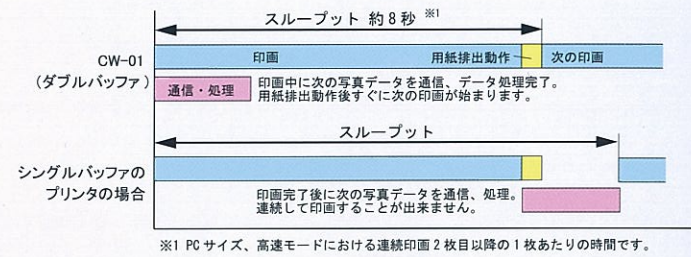 スループット 約8秒 ※1
CW-01
(ダブルバッファ)
印画
用紙排出動作
次の印画
通信・処理
印画中に次の写真データを通信、データ処理完了。
用紙排出動作後すぐに次の印画が始まります。
スループット
シングルバッファの
プリンタの場合
印画完了後に次の写真データを通信、処理。
連続して印画することが出来ません。
※1 PCサイズ、高速モードにおける連続印画2枚目以降の1枚あたりの時間です。